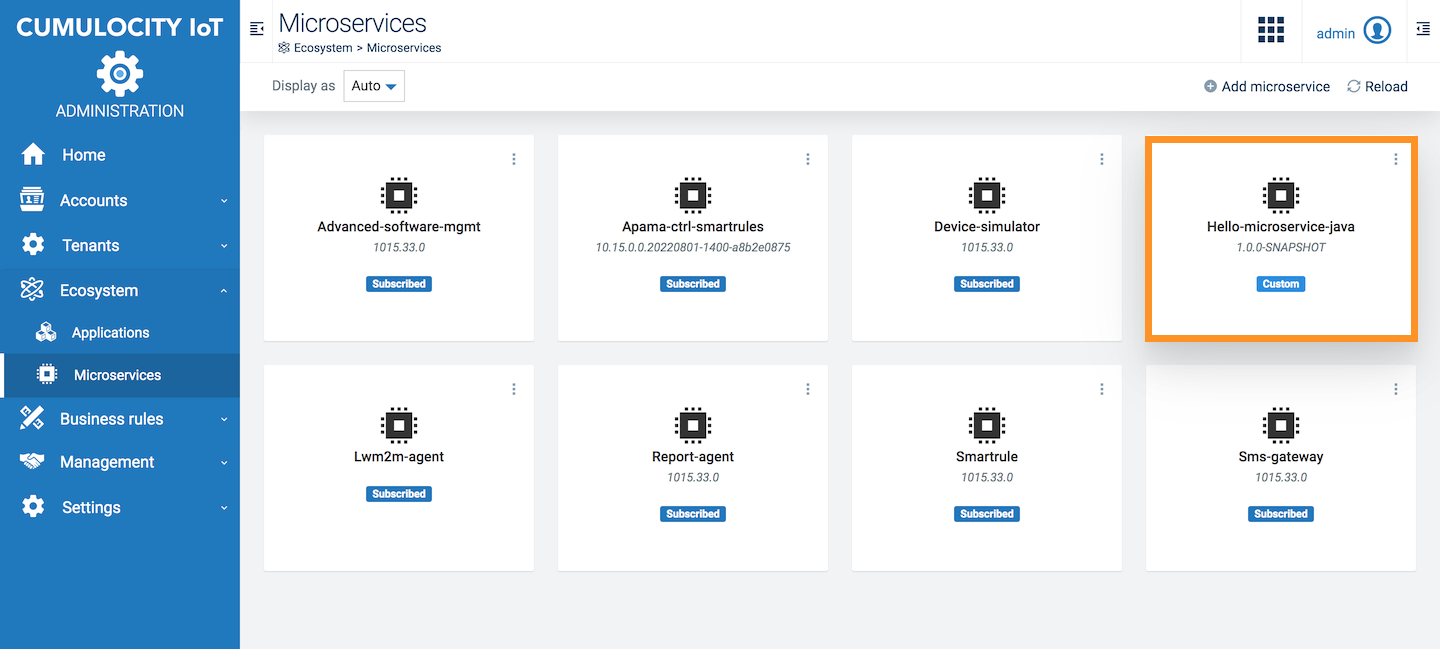 CUMULOCITY IoT
ADMINISTRATION
Home
Accounts
Tenants
Ecosystem
Applications
Microservices
Business rules
Management
Settings
Microservices
Ecosystem > Microservices
admin
Display as Auto
Add microservice Reload
Advanced-software-mgmt
1015.33.0
Subscribed
Apama-ctrl-smartrules
10.15.0.0.20220801-1400-a8b2e0875
Subscribed
Device-simulator
1015.33.0
Subscribed
Hello-microservice-java
1.0.0-SNAPSHOT
Custom
Lwm2m-agent
Subscribed
Report-agent
1015.33.0
Subscribed
Smartrule
1015.33.0
Subscribed
Sms-gateway
1015.33.0
Subscribed